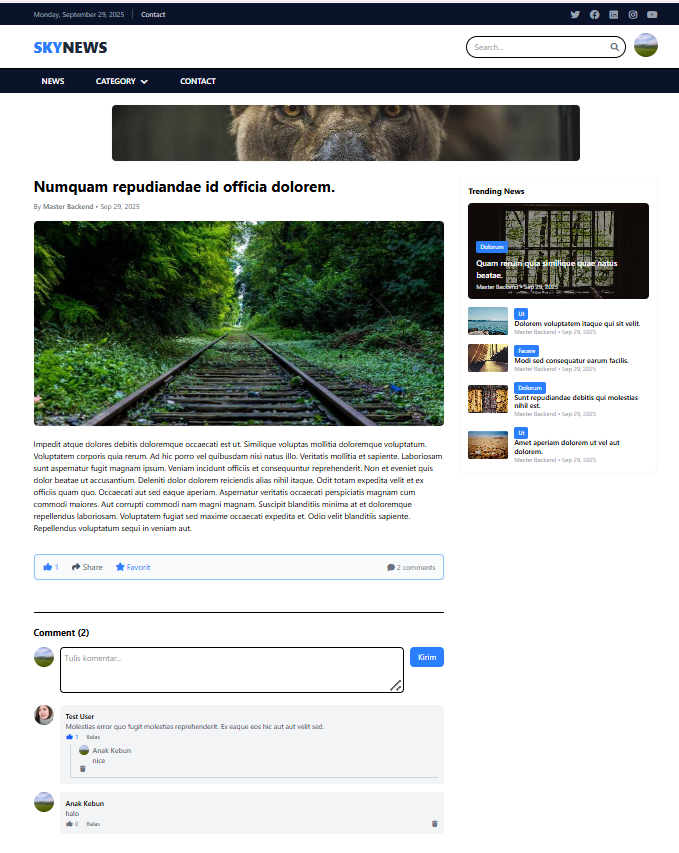 Monday, September 29, 2025 Contact
SKYNEWS
Search...
NEWS CATEGORY CONTACT
Numquam repudiandae id officia dolorem.
By Master Backend • Sep 29, 2025
Impedit atque dolores debitis doloremque occaecati est ut. Similique voluptas mollitia doloremque voluptatum.
Voluptatem corporis quia rerum. Ad hic porro vel quibusdam nisi natus illo. Veritatis mollitia et sapiente. Laboriosam
sunt aspernatur fugit magnam ipsum. Veniam incidunt officiis et consequuntur reprehenderit. Non et eveniet quis
dolor beatae ut accusantium. Deleniti dolor dolorem reiciendis alias nihil itaque. Odit totam expedita velit et ex
officiis quam quo. Occaecati aut sed eaque aperiam. Aspernatur veritatis occaecati perspiciatis magnam cum
commodi maiores. Aut corrupti commodi nam magni magnam. Suscipit blanditiis minima at et doloremque
repellendus laboriosam. Voluptatem fugiat sed maxime occaecati expedita et. Odio velit blanditiis sapiente.
Repellendus voluptatum sequi in veniam aut.
1 Share Favorit 2 comments
Comment (2)
Tulis komentar...
Kirim
Test User
Molestias error quo fugit molestias reprehenderit. Ex eaque eos hic aut aut velit sed.
1 Balas
Anak Kebun
nice
Anak Kebun
halo
0 Balas
Trending News
Dolorum
Quam rerum quia similique quae natus
beatae.
Master Backend • Sep 29, 2025
Ut
Dolorem voluptatem itaque qui sit velit.
Master Backend • Sep 29, 2025
Facere
Modi sed consequatur earum facilis.
Master Backend • Sep 29, 2025
Dolorum
Sunt repudiandae debitis qui molestias
nihil est.
Master Backend • Sep 29, 2025
Ut
Amet aperiam dolorem ut vel aut
dolorem.
Master Backend • Sep 29, 2025